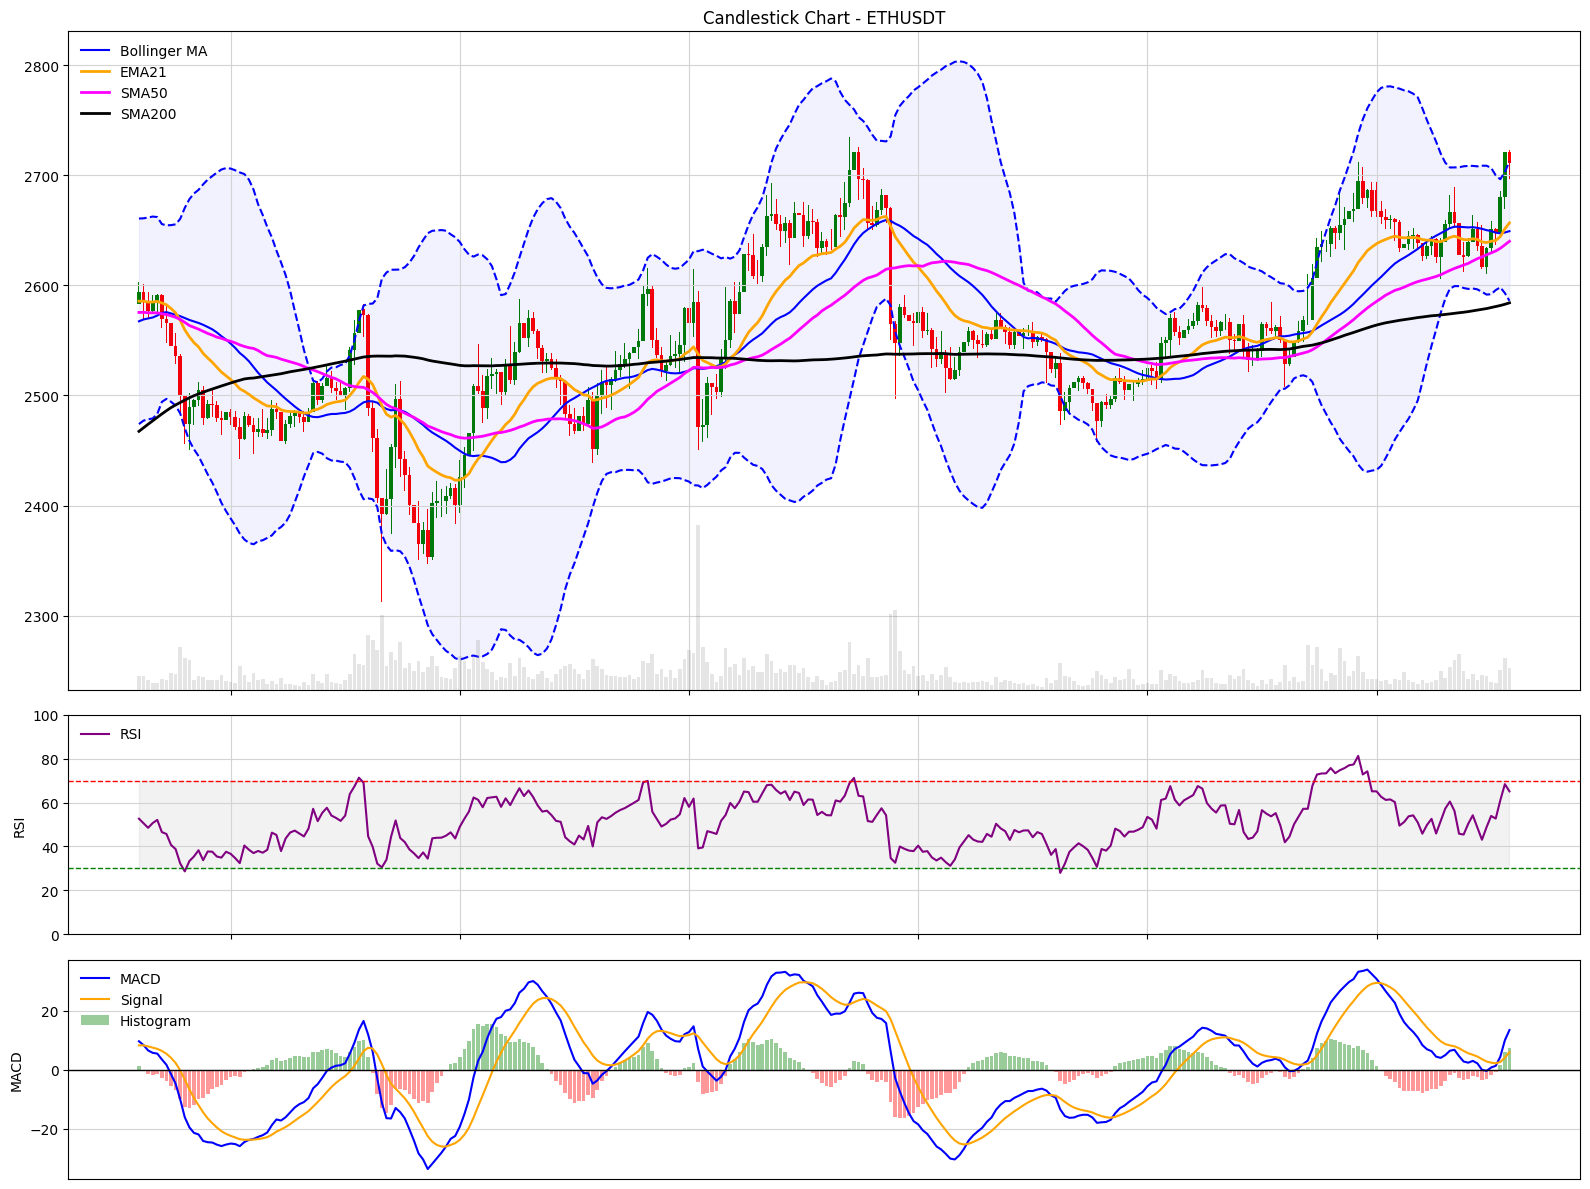 Candlestick Chart - ETHUSDT
Bollinger MA
EMA21
SMA50
SMA200
2800
2700
2600
2500
2400
2300
RSI
100
80
60
40
20
0
RSI
MACD
Signal
Histogram
20
0
−20
MACD